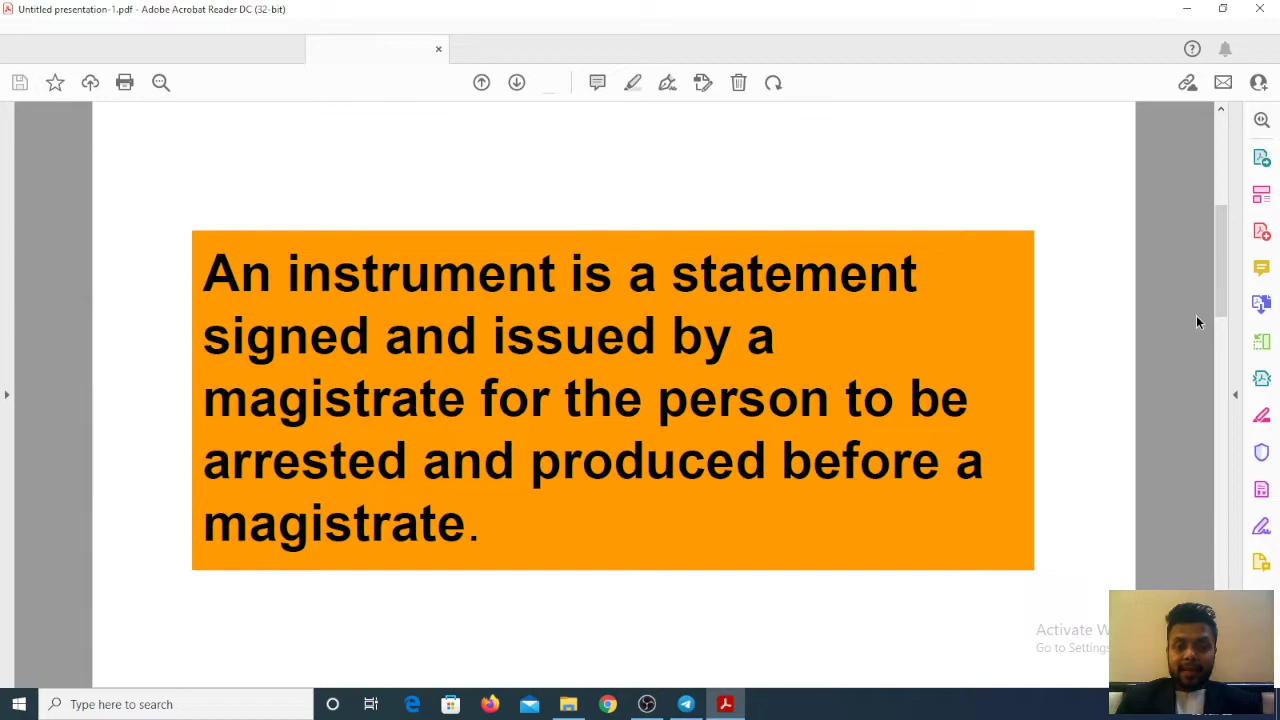 Untitled presentation-1.pdf - Adobe Acrobat Reader DC (32-bit)
An instrument is a statement
signed and issued by a
magistrate for the person to be
arrested and produced before a
magistrate.
Activate W
Go to Settings
Type here to search